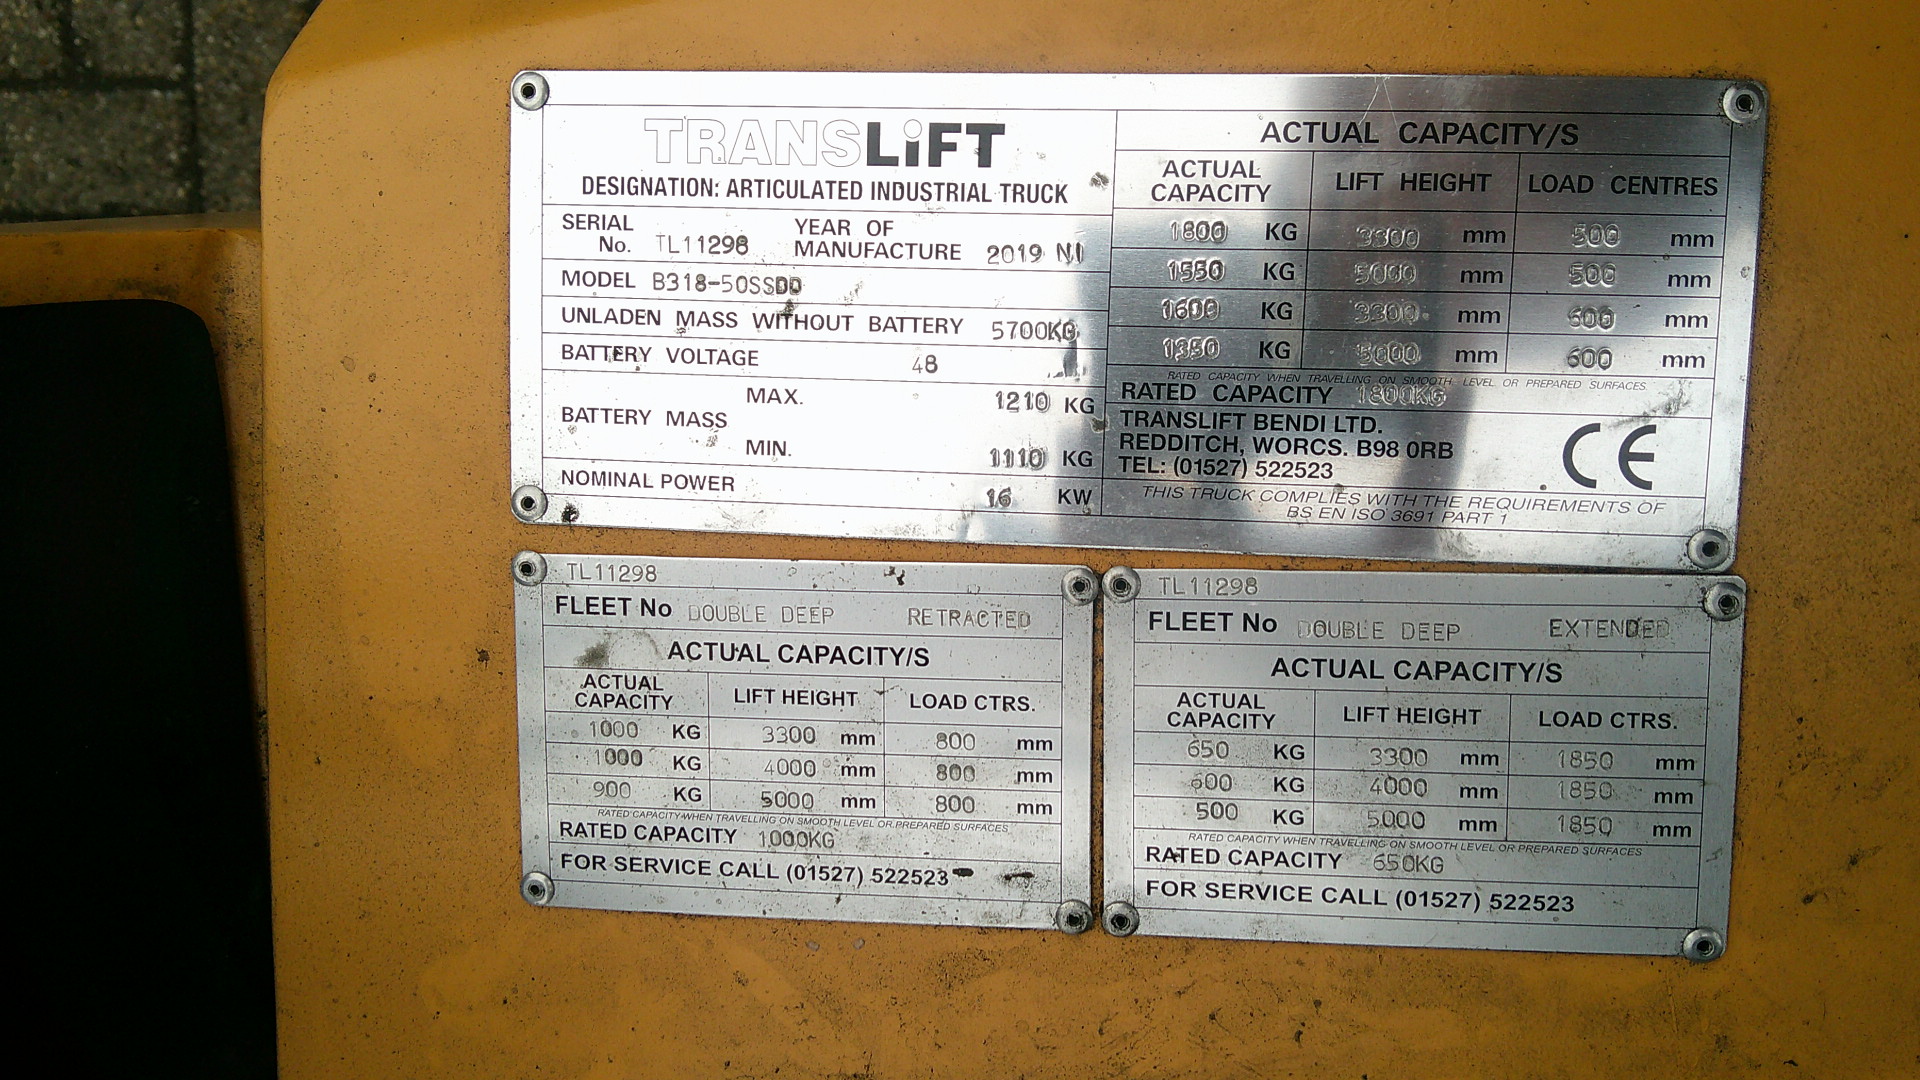 TRANSLiFT
DESIGNATION: ARTICULATED INDUSTRIAL TRUCK
SERIAL No. TL11298 YEAR OF MANUFACTURE 2019 NI
MODEL B318-50SSDD
UNLADEN MASS WITHOUT BATTERY 5700KG
BATTERY VOLTAGE 48
BATTERY MASS
MAX. 1210 KG
MIN. 1110 KG
NOMINAL POWER 16 KW
ACTUAL CAPACITY/S
ACTUAL CAPACITY LIFT HEIGHT LOAD CENTRES
1800 KG 3300 mm 500 mm
1550 KG 5000 mm 500 mm
1600 KG 3300 mm 600 mm
1350 KG 5000 mm 600 mm
RATED CAPACITY WHEN TRAVELLING ON SMOOTH LEVEL OR PREPARED SURFACES
RATED CAPACITY 1800KG
TRANSLIFT BENDI LTD.
REDDITCH, WORCS. B98 0RB
TEL: (01527) 522523
CE
THIS TRUCK COMPLIES WITH THE REQUIREMENTS OF
BS EN ISO 3691 PART 1
TL11298
FLEET No DOUBLE DEEP RETRACTED
ACTUAL CAPACITY/S
ACTUAL CAPACITY LIFT HEIGHT LOAD CTRS.
1000 KG 3300 mm 800 mm
1000 KG 4000 mm 800 mm
900 KG 5000 mm 800 mm
RATED CAPACITY WHEN TRAVELLING ON SMOOTH LEVEL OR PREPARED SURFACES
RATED CAPACITY 1000KG
FOR SERVICE CALL (01527) 522523
TL11298
FLEET No DOUBLE DEEP EXTENDED
ACTUAL CAPACITY/S
ACTUAL CAPACITY LIFT HEIGHT LOAD CTRS.
650 KG 3300 mm 1850 mm
600 KG 4000 mm 1850 mm
500 KG 5000 mm 1850 mm
RATED CAPACITY WHEN TRAVELLING ON SMOOTH LEVEL OR PREPARED SURFACES
RATED CAPACITY 650KG
FOR SERVICE CALL (01527) 522523